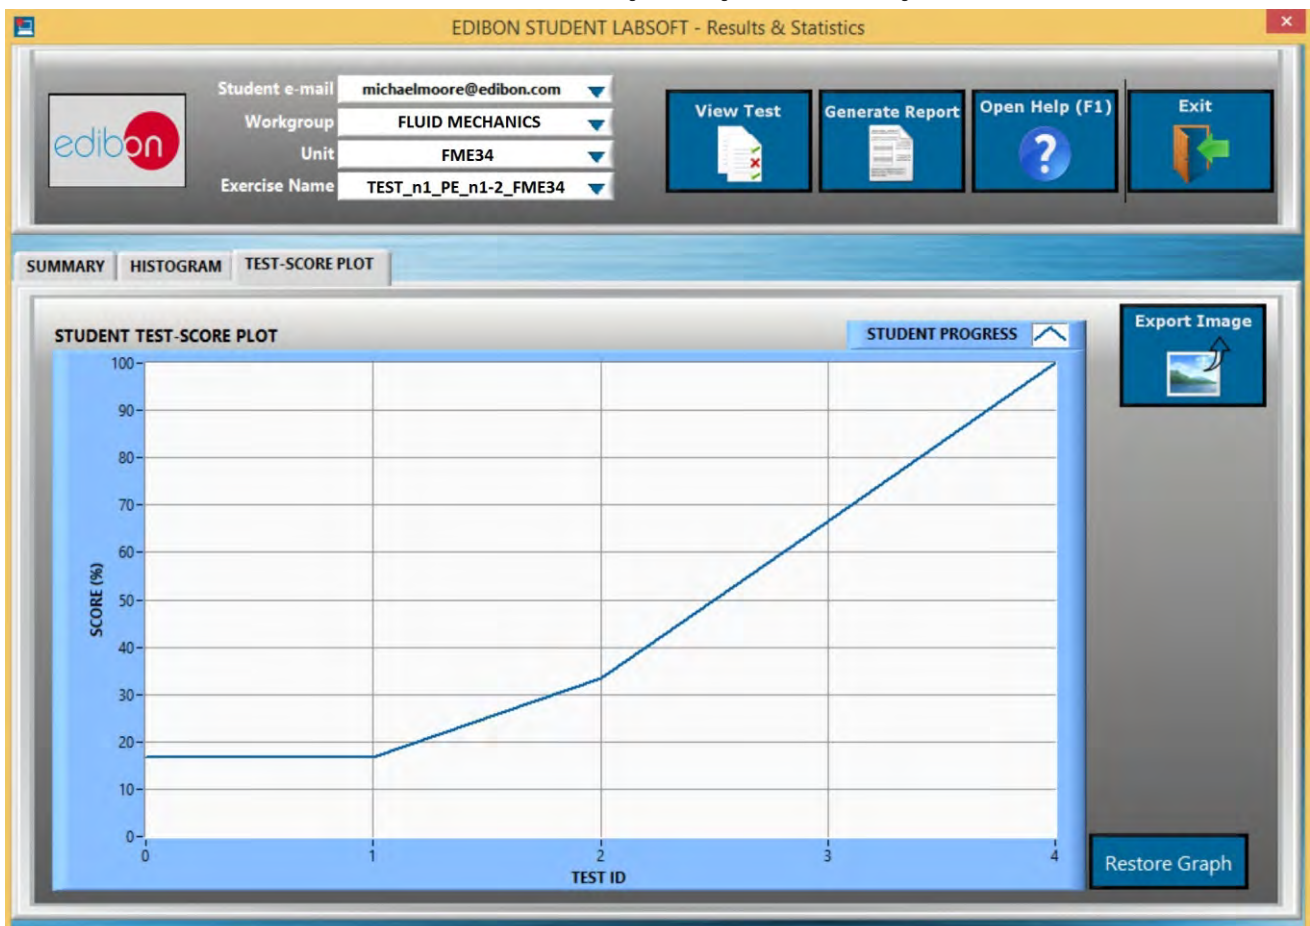 EDIBON STUDENT LABSOFT - Results & Statistics
edibon
Student e-mail michaelmoore@edibon.com
Workgroup FLUID MECHANICS
Unit FME34
Exercise Name TEST_n1_PE_n1-2_FME34
View Test
Generate Report
Open Help (F1)
Exit
SUMMARY HISTOGRAM TEST-SCORE PLOT
STUDENT TEST-SCORE PLOT
STUDENT PROGRESS
Export Image
100
90
80
70
60
50
40
30
20
10
0
SCORE (%)
0 1 2 3 4
TEST ID
Restore Graph